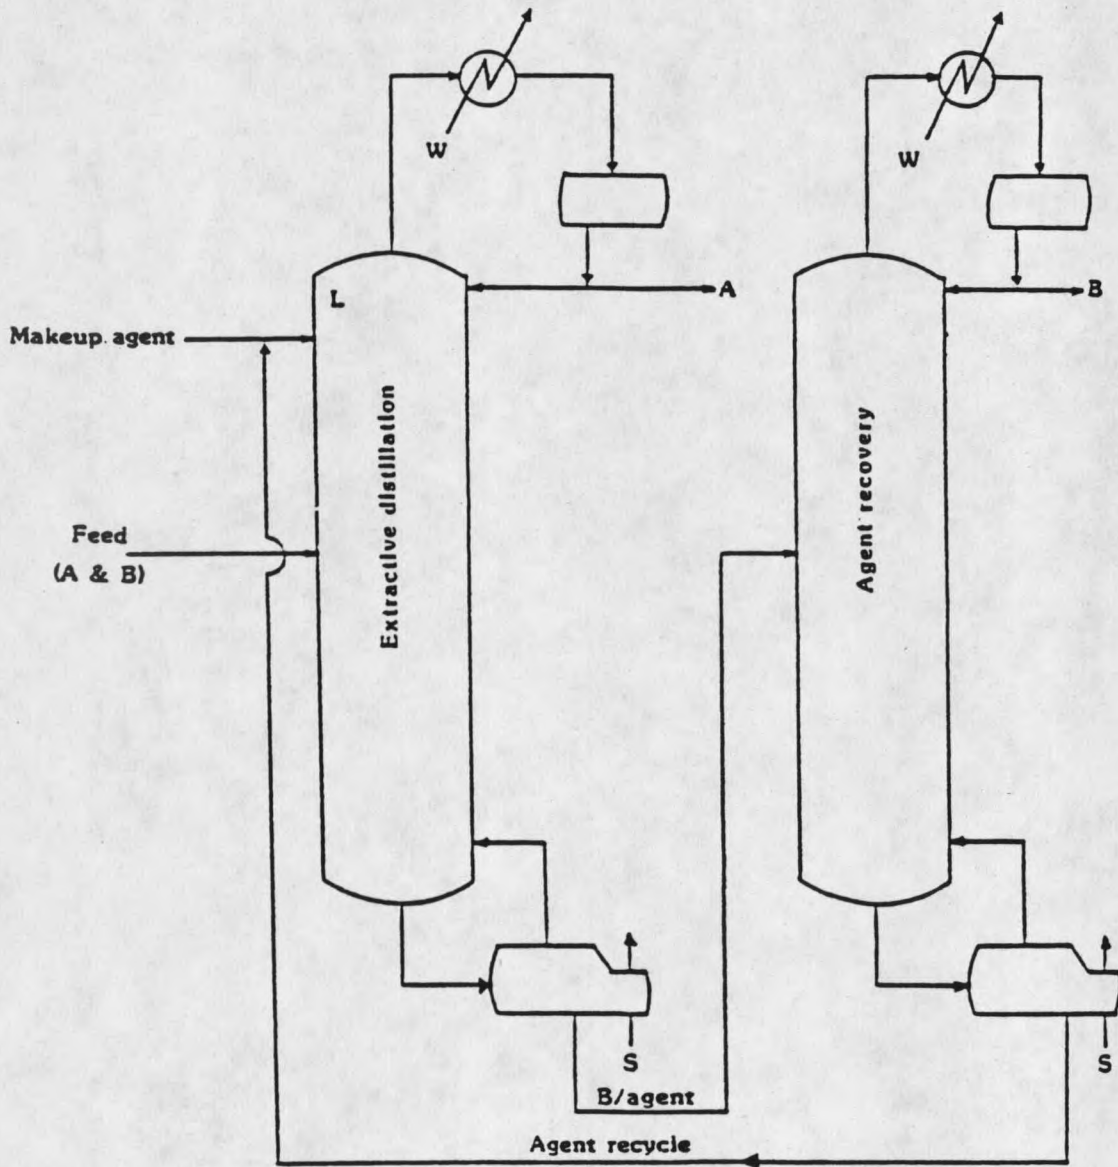 W
W
L
A
B
Makeup agent
Extractive distillation
Agent recovery
Feed
(A & B)
S
S
B/agent
Agent recycle